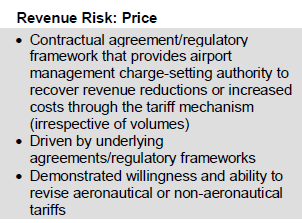 Revenue Risk: Price
• Contractual agreement/regulatory
framework that provides airport
management charge-setting authority to
recover revenue reductions or increased
costs through the tariff mechanism
(irrespective of volumes)
• Driven by underlying
agreements/regulatory frameworks
• Demonstrated willingness and ability to
revise aeronautical or non-aeronautical
tariffs